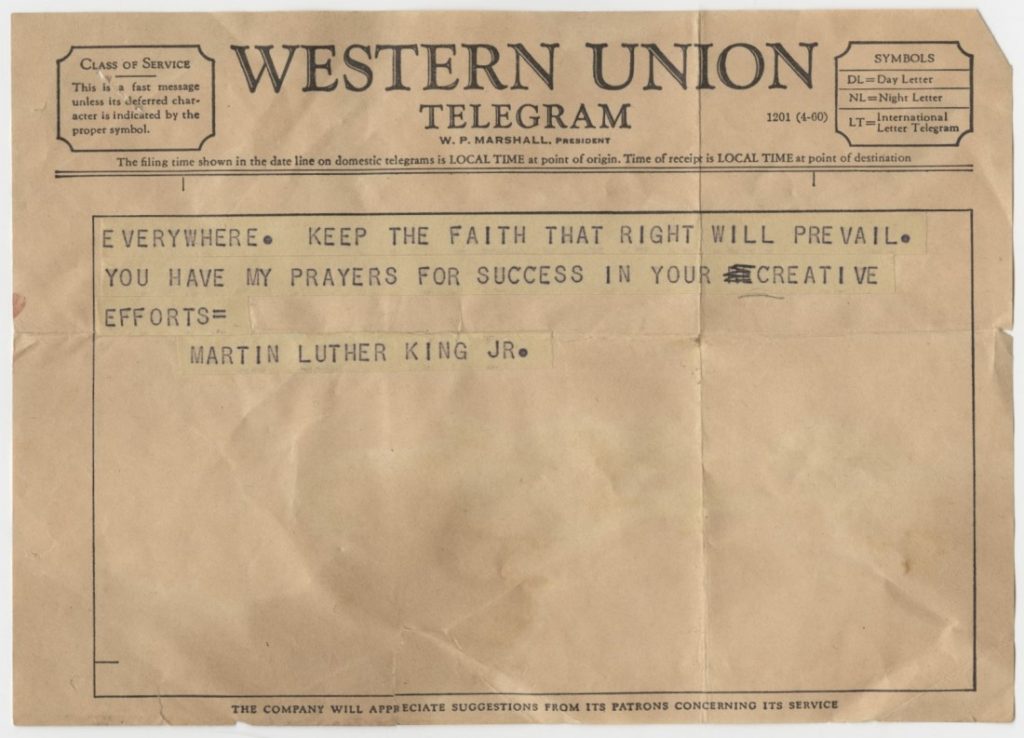 CLASS OF SERVICE
This is a fast message
unless its deferred char-
acter is indicated by the
proper symbol.
WESTERN UNION
TELEGRAM
W. P. MARSHALL, PRESIDENT
1201 (4-60)
SYMBOLS
DL=Day Letter
NL=Night Letter
LT=International
Letter Telegram
The filing time shown in the date line on domestic telegrams is LOCAL TIME at point of origin. Time of receipt is LOCAL TIME at point of destination
EVERYWHERE. KEEP THE FAITH THAT RIGHT WILL PREVAIL.
YOU HAVE MY PRAYERS FOR SUCCESS IN YOUR CREATIVE
EFFORTS=
MARTIN LUTHER KING JR.
THE COMPANY WILL APPRECIATE SUGGESTIONS FROM ITS PATRONS CONCERNING ITS SERVICE